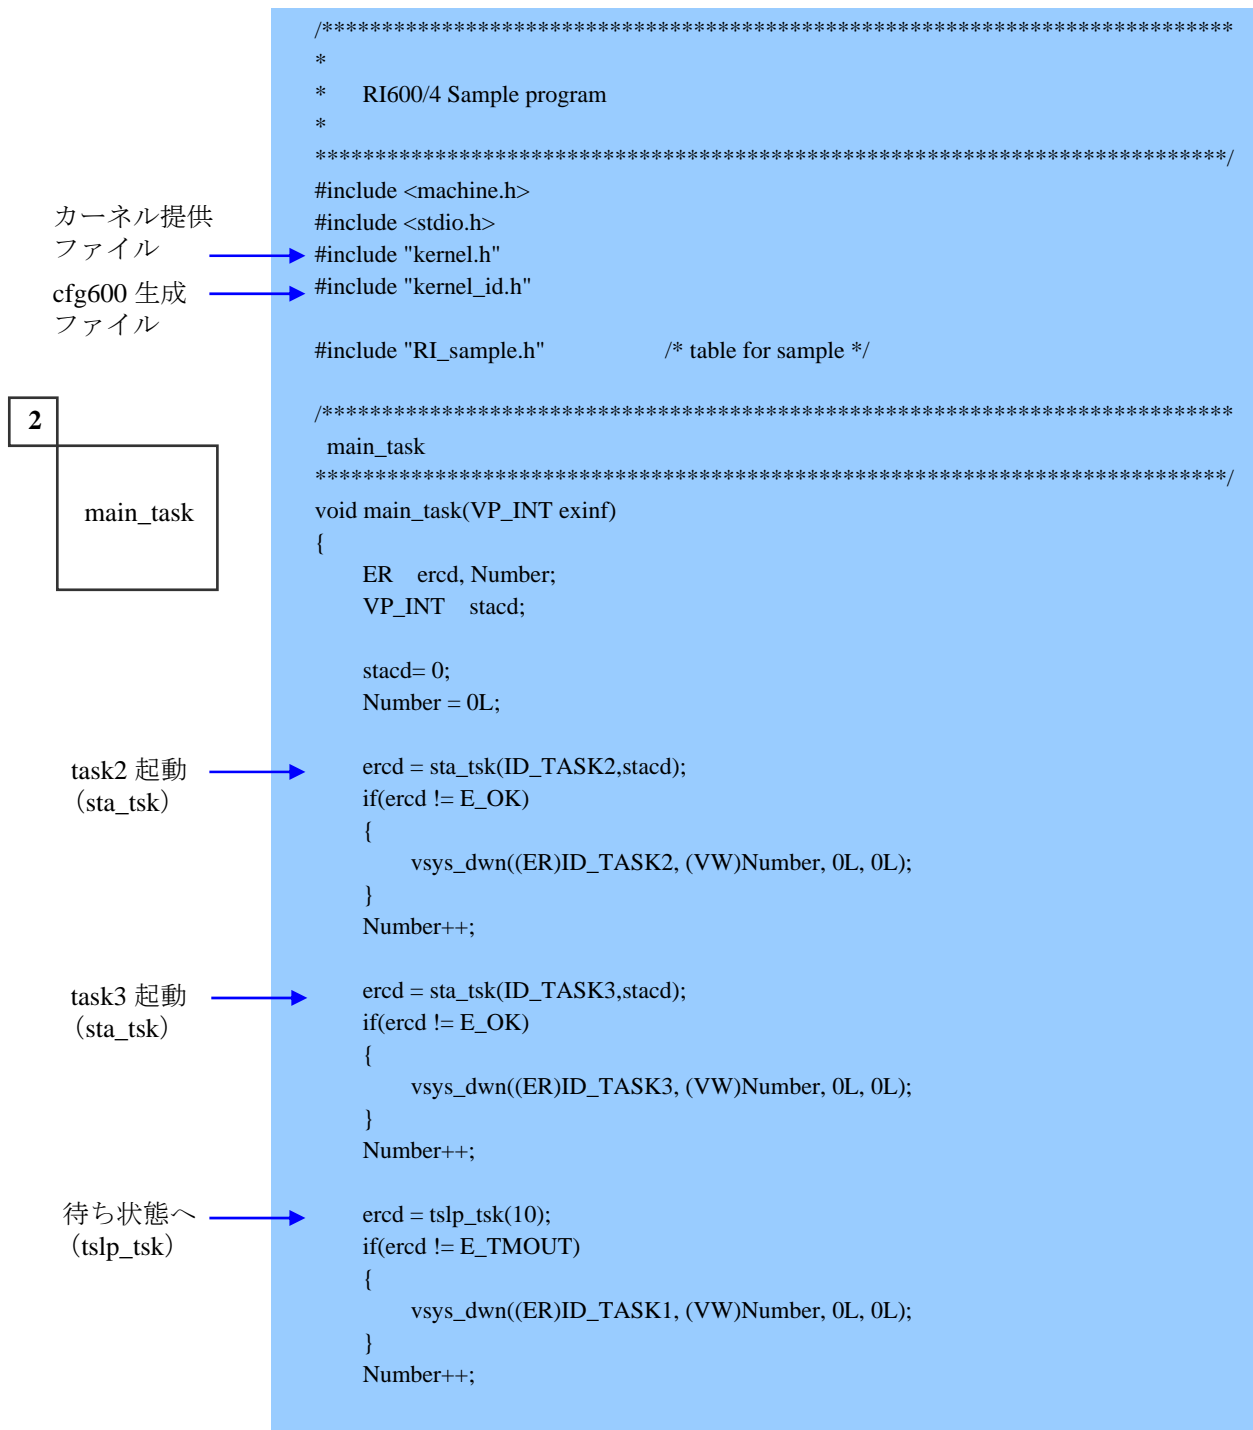 /****************************************************************************
*
*    RI600/4 Sample program
*
****************************************************************************/
#include <machine.h>
#include <stdio.h>
カーネル提供
ファイル
#include "kernel.h"
cfg600 生成
ファイル
#include "kernel_id.h"
#include "RI_sample.h"    /* table for sample */
2
main_task
/****************************************************************************
main_task
****************************************************************************/
void main_task(VP_INT exinf)
{
ER    ercd, Number;
VP_INT    stacd;
stacd= 0;
Number = 0L;
task2 起動
（sta_tsk）
ercd = sta_tsk(ID_TASK2,stacd);
if(ercd != E_OK)
{
vsys_dwn((ER)ID_TASK2, (VW)Number, 0L, 0L);
}
Number++;
task3 起動
（sta_tsk）
ercd = sta_tsk(ID_TASK3,stacd);
if(ercd != E_OK)
{
vsys_dwn((ER)ID_TASK3, (VW)Number, 0L, 0L);
}
Number++;
待ち状態へ
（tslp_tsk）
ercd = tslp_tsk(10);
if(ercd != E_TMOUT)
{
vsys_dwn((ER)ID_TASK1, (VW)Number, 0L, 0L);
}
Number++;